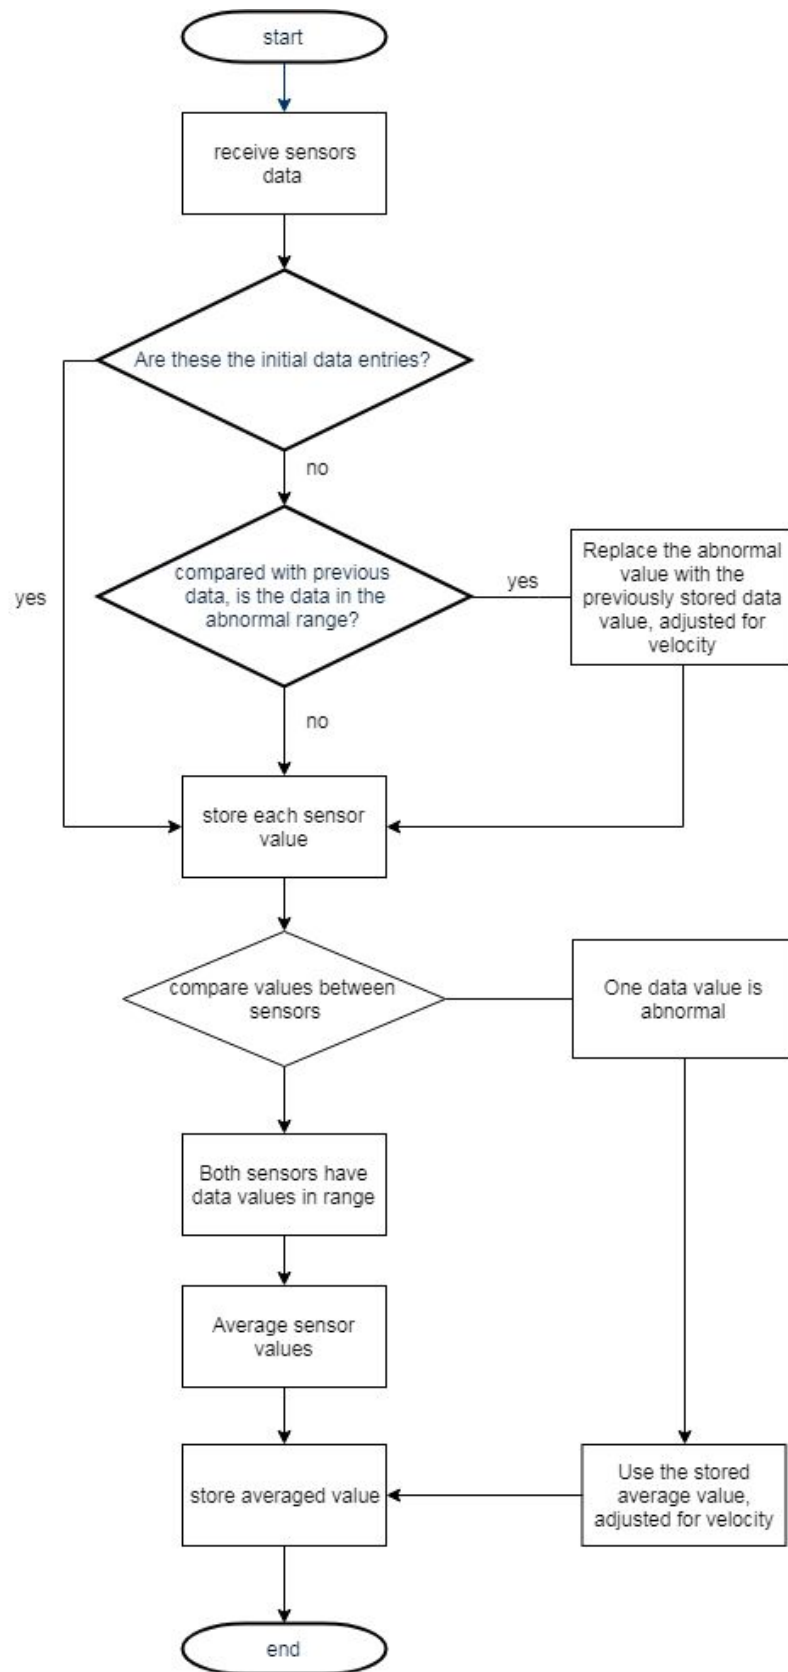 start
receive sensors
data
Are these the initial data entries?
no
compared with previous
data, is the data in the
abnormal range?
yes
Replace the abnormal
value with the
previously stored data
value, adjusted for
velocity
yes
no
store each sensor
value
compare values between
sensors
One data value is
abnormal
Both sensors have
data values in range
Average sensor
values
store averaged value
Use the stored
average value,
adjusted for velocity
end